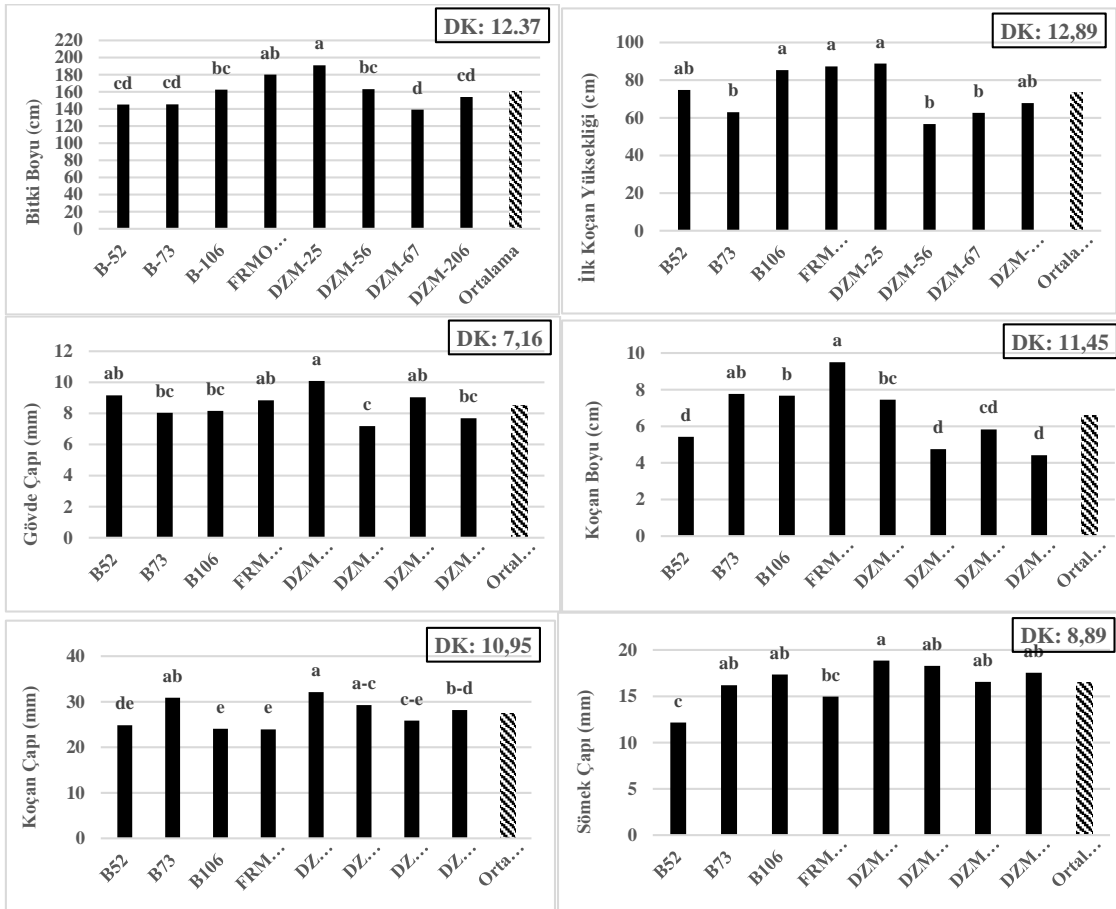 DK: 12.37
Bitki Boyu (cm)
220
200
180
160
140
120
100
80
60
40
20
0
cd
cd
bc
ab
a
bc
d
cd
B-52
B-73
B-106
FRMO…
DZM-25
DZM-56
DZM-67
DZM-206
Ortalama
DK: 12,89
İlk Koçan Yüksekliği (cm)
100
80
60
40
20
0
ab
b
a
a
a
b
b
ab
B52
B73
B106
FRM…
DZM-25
DZM-56
DZM-67
DZM-…
Ortala…
DK: 7,16
Gövde Çapı (mm)
12
10
8
6
4
2
0
ab
bc
bc
ab
a
c
ab
bc
B52
B73
B106
FRM…
DZM…
DZM…
DZM…
DZM…
Ortal…
DK: 11,45
Koçan Boyu (cm)
10
8
6
4
2
0
d
ab
b
a
bc
d
cd
d
B52
B73
B106
FRM…
DZM…
DZM…
DZM…
DZM…
Ortal…
DK: 10,95
Koçan Çapı (mm)
40
30
20
10
0
de
ab
e
e
a
a-c
c-e
b-d
B52
B73
B106
FRM…
DZ…
DZ…
DZ…
DZ…
Orta…
DK: 8,89
Sömek Çapı (mm)
20
15
10
5
0
c
ab
ab
bc
a
ab
ab
ab
B52
B73
B106
FRM…
DZM…
DZM…
DZM…
DZM…
Ortal…